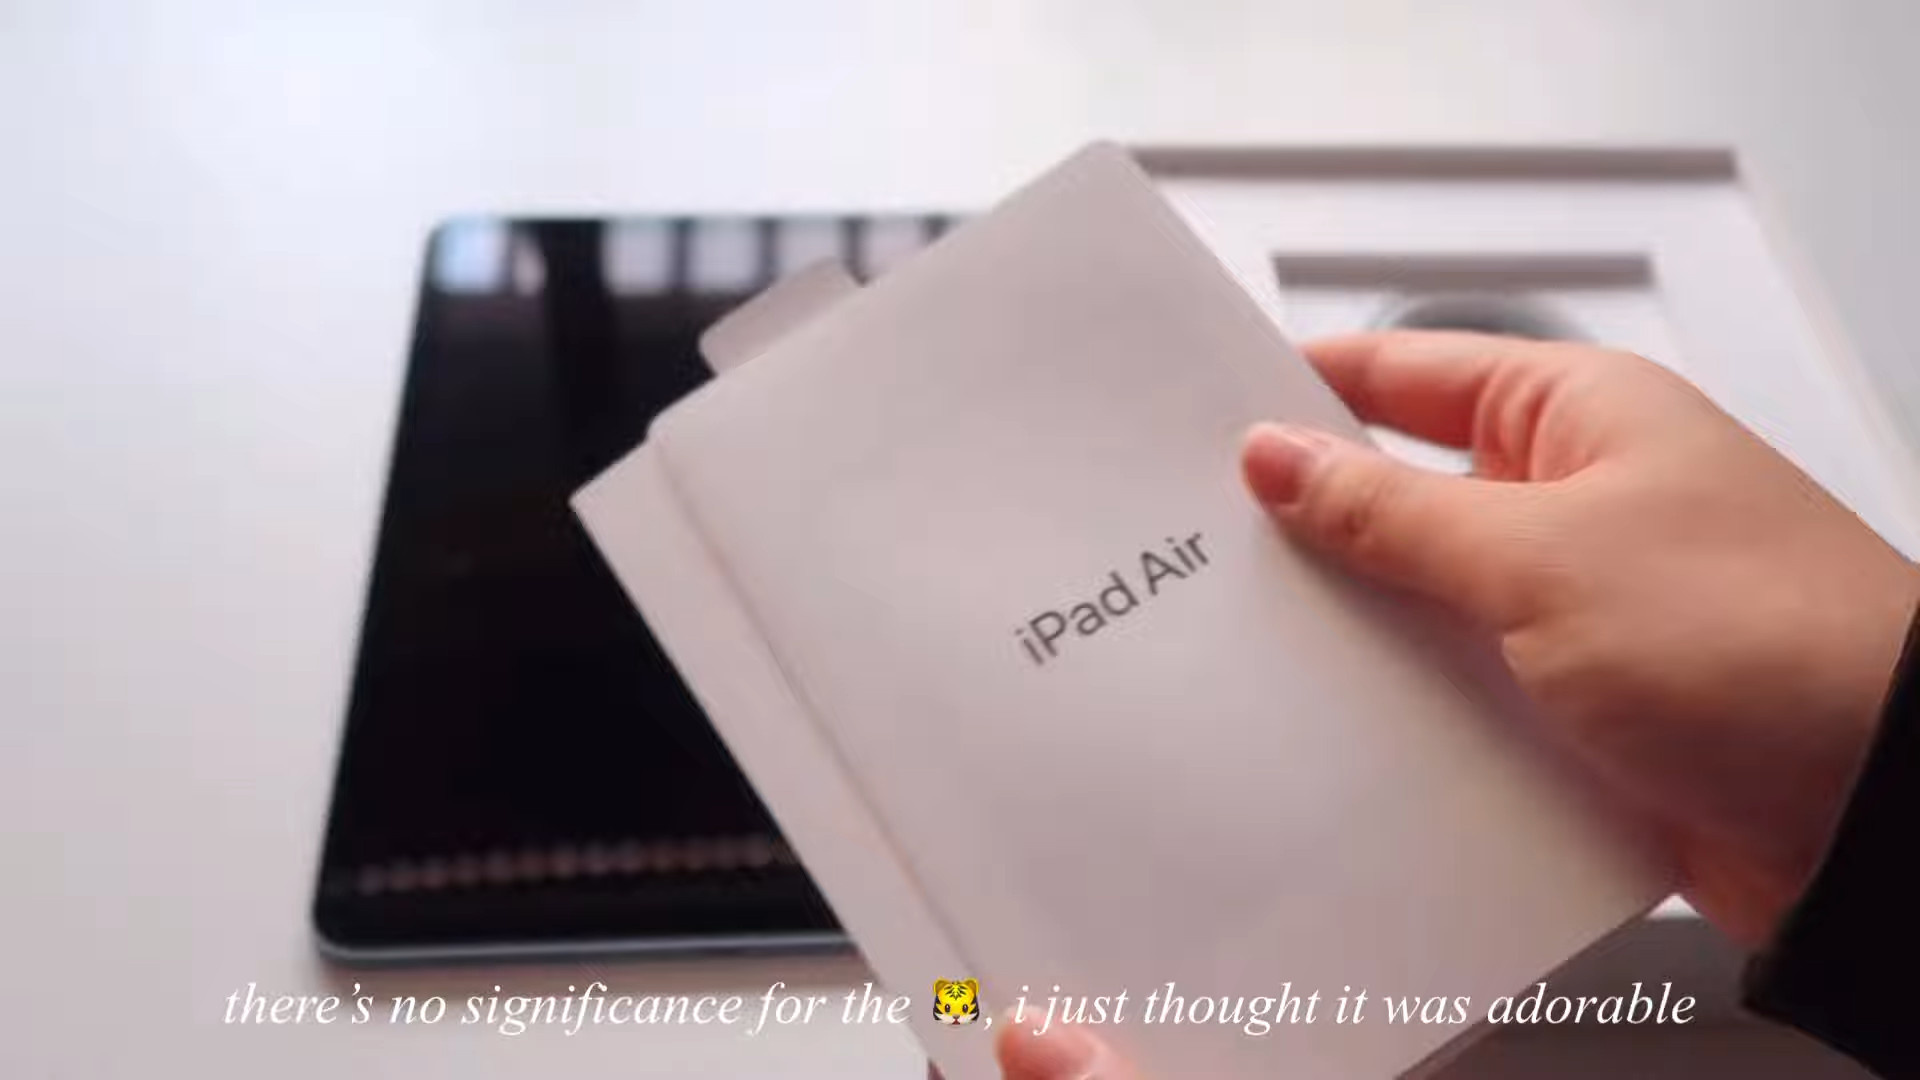 iPad Air
there’s no significance for the 🐯, i just thought it was adorable